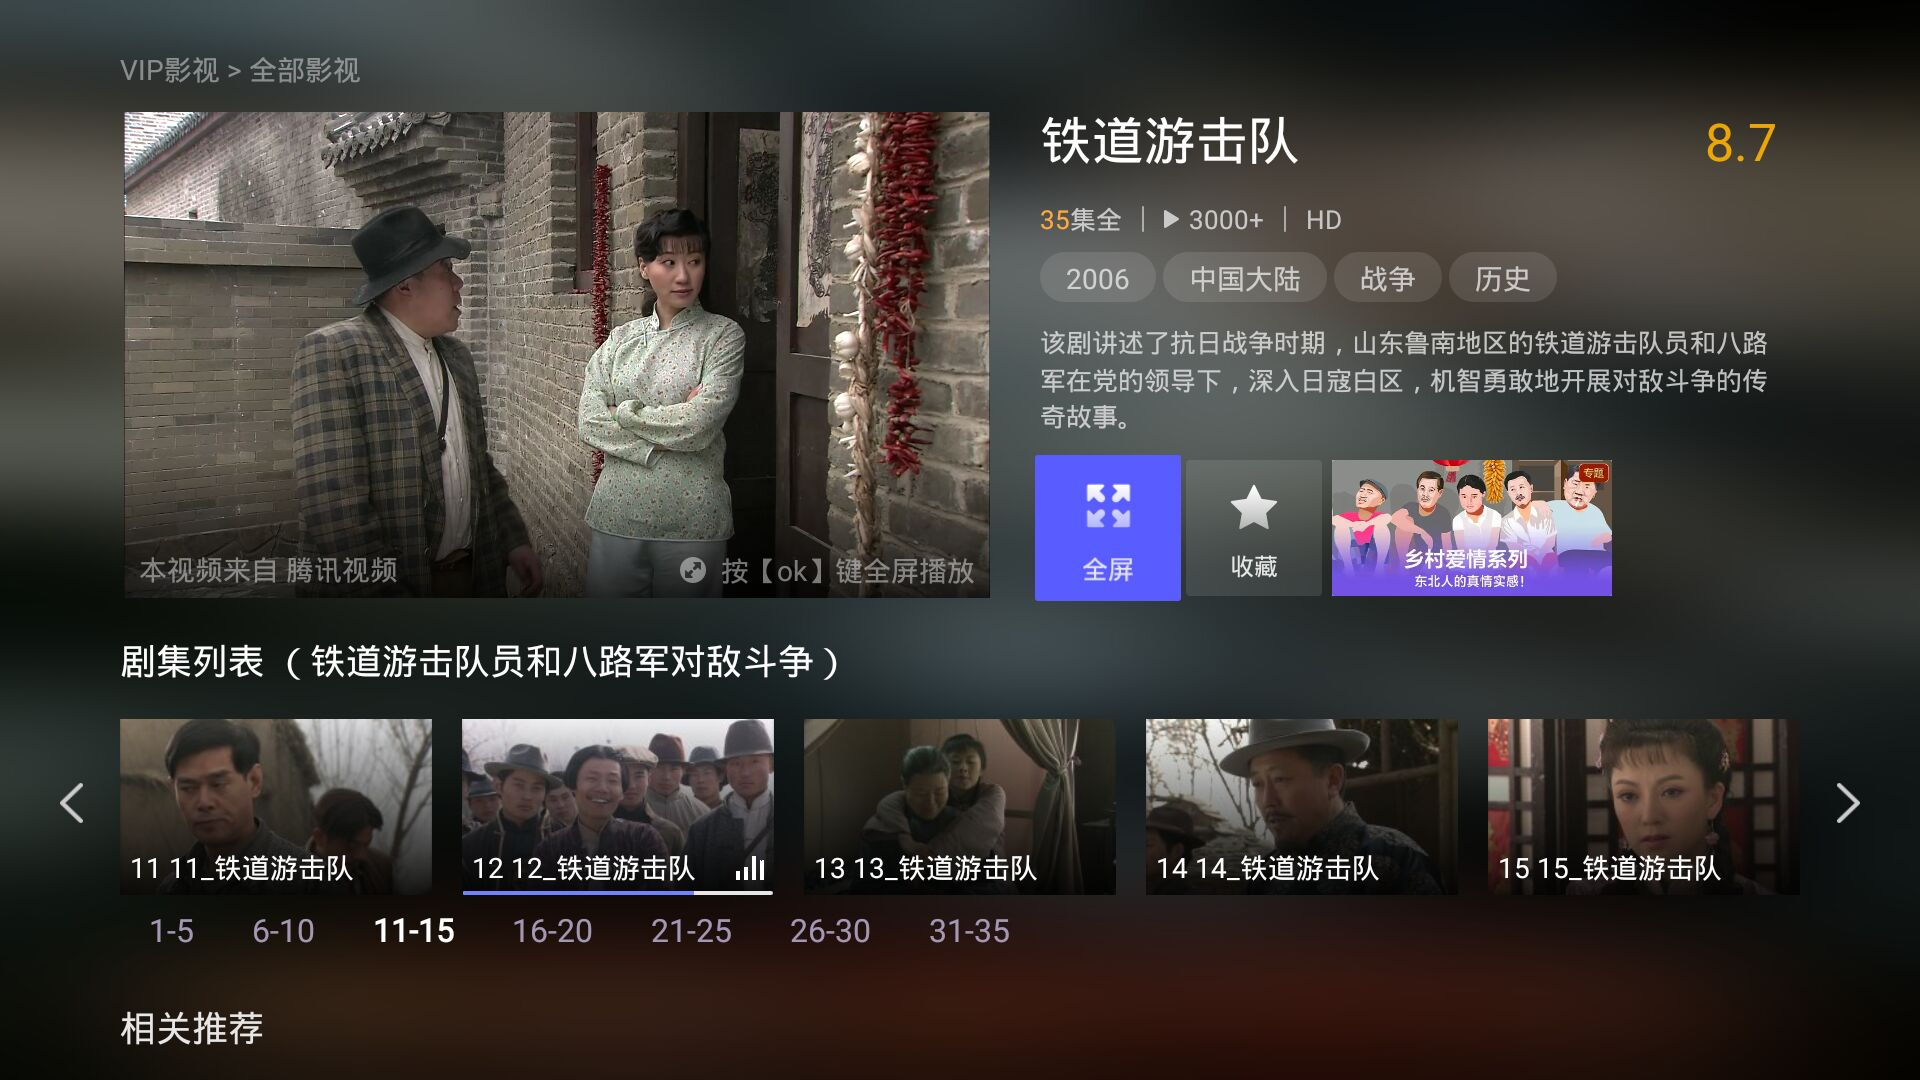 VIP影视 > 全部影视
铁道游击队
8.7
35集全 | 3000+ | HD
2006 中国大陆 战争 历史
该剧讲述了抗日战争时期，山东鲁南地区的铁道游击队员和八路
军在党的领导下，深入日寇白区，机智勇敢地开展对敌斗争的传
奇故事。
本视频来自 腾讯视频
按【ok】键全屏播放
全屏
收藏
专题
乡村爱情系列
东北人的真情实感！
剧集列表 （铁道游击队员和八路军对敌斗争）
11 11_铁道游击队
12 12_铁道游击队
13 13_铁道游击队
14 14_铁道游击队
15 15_铁道游击队
1-5 6-10 11-15 16-20 21-25 26-30 31-35
相关推荐